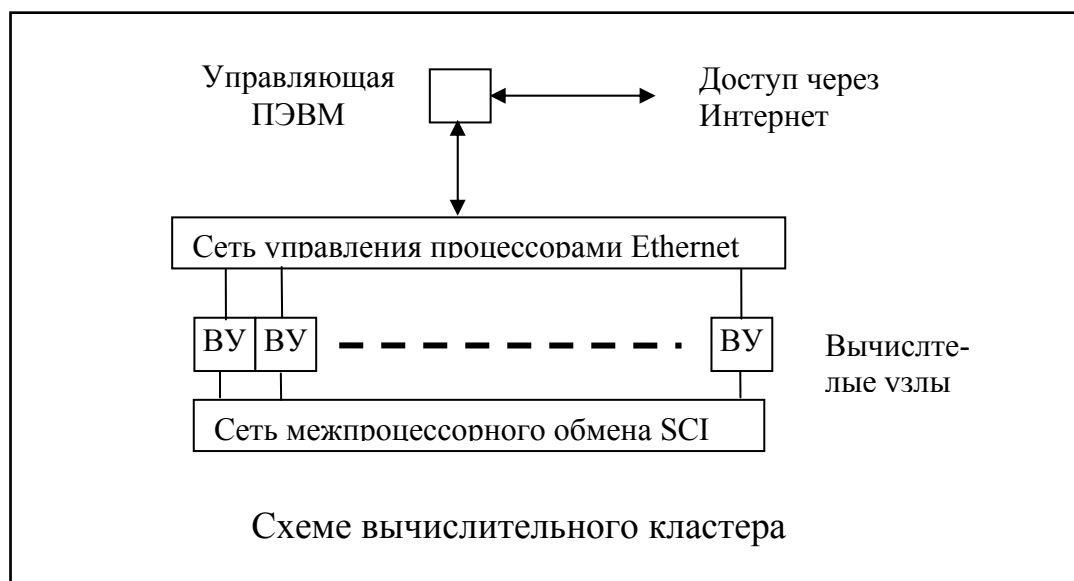 Управляющая
ПЭВМ
Доступ через
Интернет
Сеть управления процессорами Ethernet
ВУ ВУ ВУ
Вычислте-
лые узлы
Сеть межпроцессорного обмена SCI
Схеме вычислительного кластера